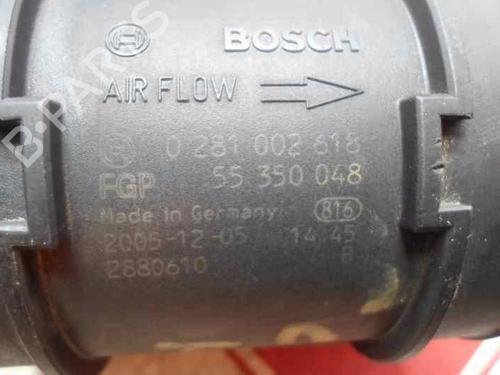 BOSCH
AIR FLOW
0 281 002 618
FGP 55 350 048
Made in Germany 816
2005-12-05 14:45
2880610 B
B-PARTS